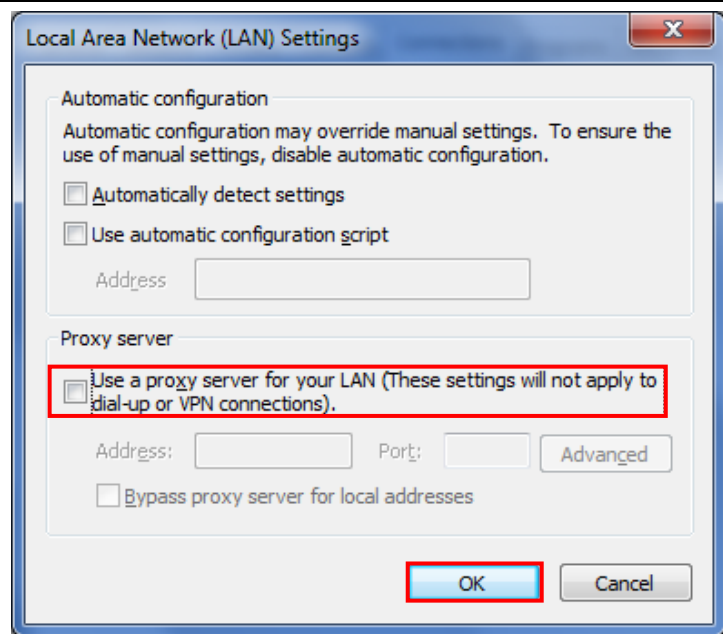 Local Area Network (LAN) Settings
Automatic configuration
Automatic configuration may override manual settings. To ensure the
use of manual settings, disable automatic configuration.
Automatically detect settings
Use automatic configuration script
Address
Proxy server
Use a proxy server for your LAN (These settings will not apply to
dial-up or VPN connections).
Address: Port: Advanced
Bypass proxy server for local addresses
OK Cancel